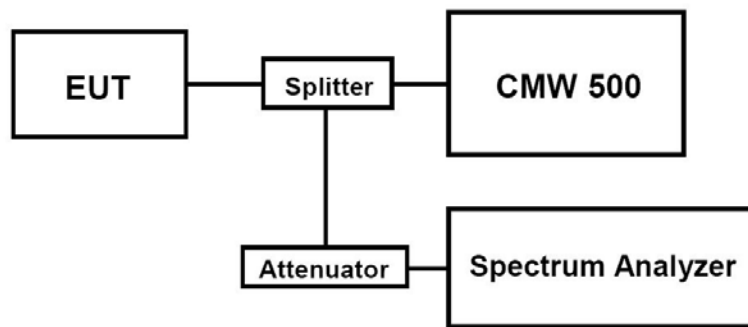 EUT
Splitter
CMW 500
Attenuator
Spectrum Analyzer